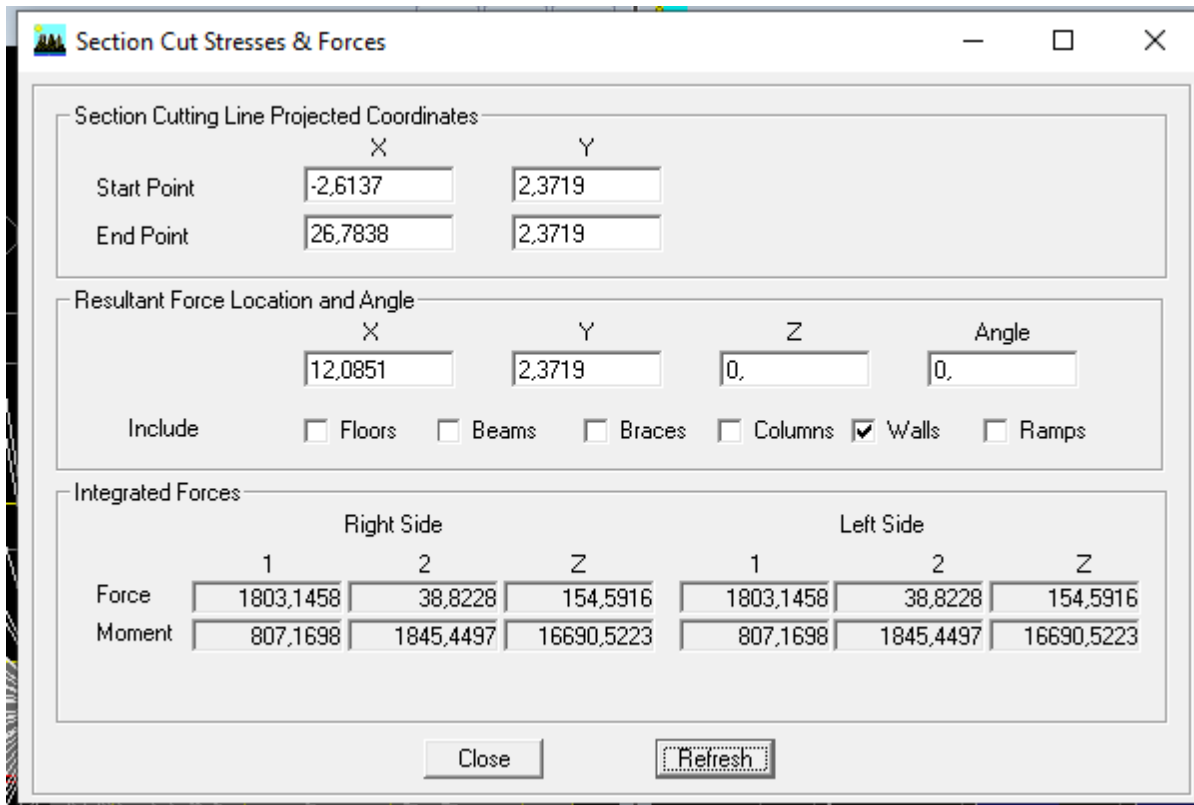 Section Cut Stresses & Forces
Section Cutting Line Projected Coordinates
X Y
Start Point -2,6137 2,3719
End Point 26,7838 2,3719
Resultant Force Location and Angle
X Y Z Angle
12,0851 2,3719 0, 0,
Include Floors Beams Braces Columns Walls Ramps
Integrated Forces
Right Side Left Side
1 2 Z 1 2 Z
Force 1803,1458 38,8228 154,5916 1803,1458 38,8228 154,5916
Moment 807,1698 1845,4497 16690,5223 807,1698 1845,4497 16690,5223
Close Refresh